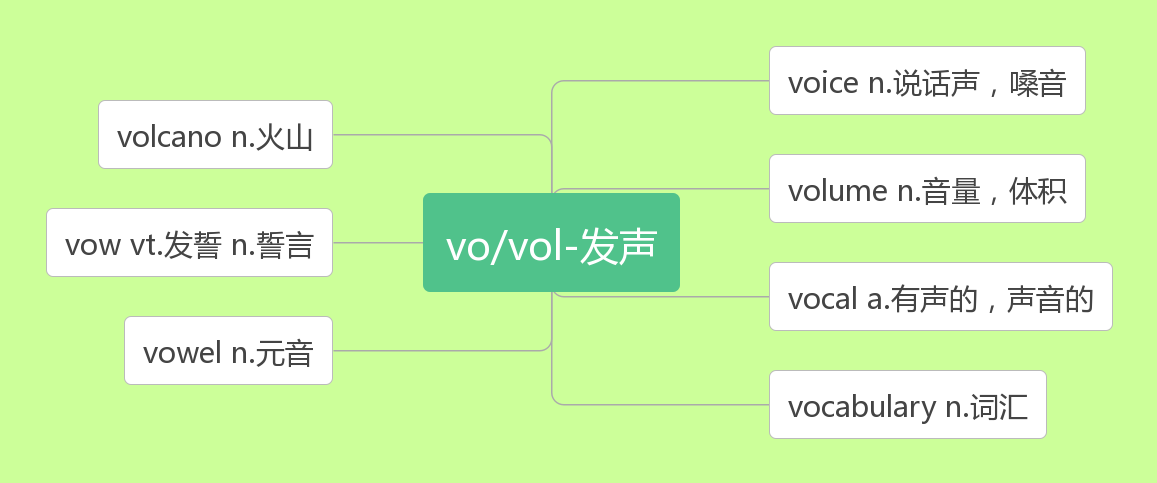 vo/vol-发声
voice n.说话声，嗓音
volume n.音量，体积
vocal a.有声的，声音的
vocabulary n.词汇
volcano n.火山
vow vt.发誓 n.誓言
vowel n.元音